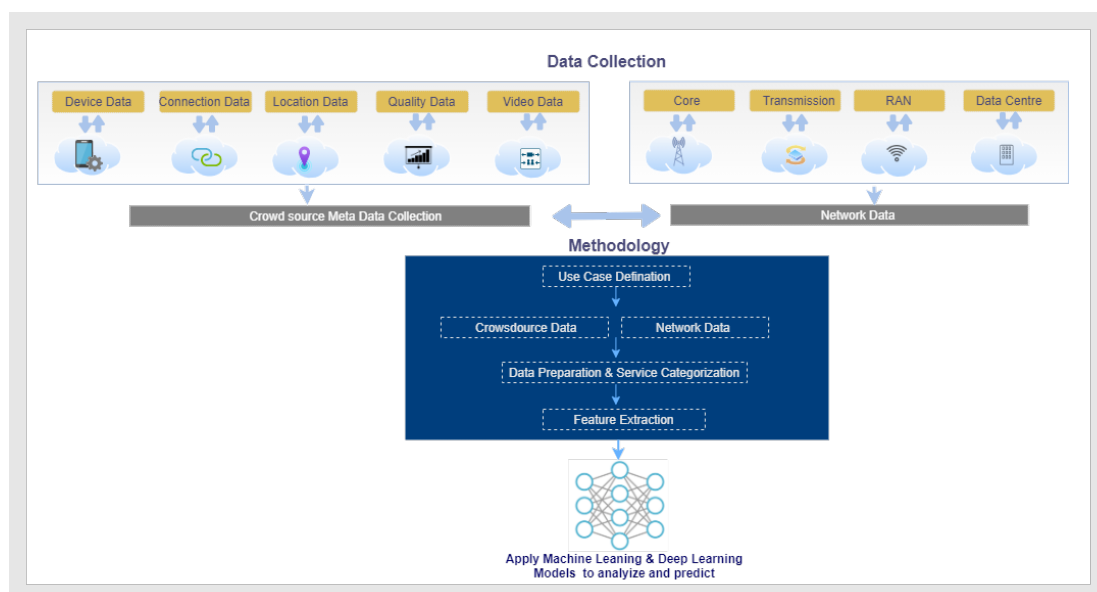 Data Collection
Device Data
Connection Data
Location Data
Quality Data
Video Data
Core
Transmission
RAN
Data Centre
Crowd source Meta Data Collection
Network Data
Methodology
Use Case Defination
Crowsdource Data
Network Data
Data Preparation & Service Categorization
Feature Extraction
Apply Machine Leaning & Deep Learning
Models to analyize and predict